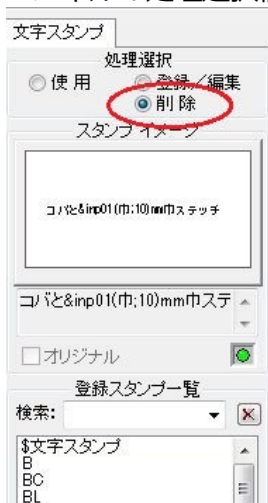 文字スタンプ
処理選択
使 用
登録／編集
削 除
スタンプ イメージ
コバと&inp01(巾;10)mm巾ステッチ
コバと&inp01(巾;10)mm巾ステ
オリジナル
登録スタンプ一覧
検索:
$文字スタンプ
B
BC
BL